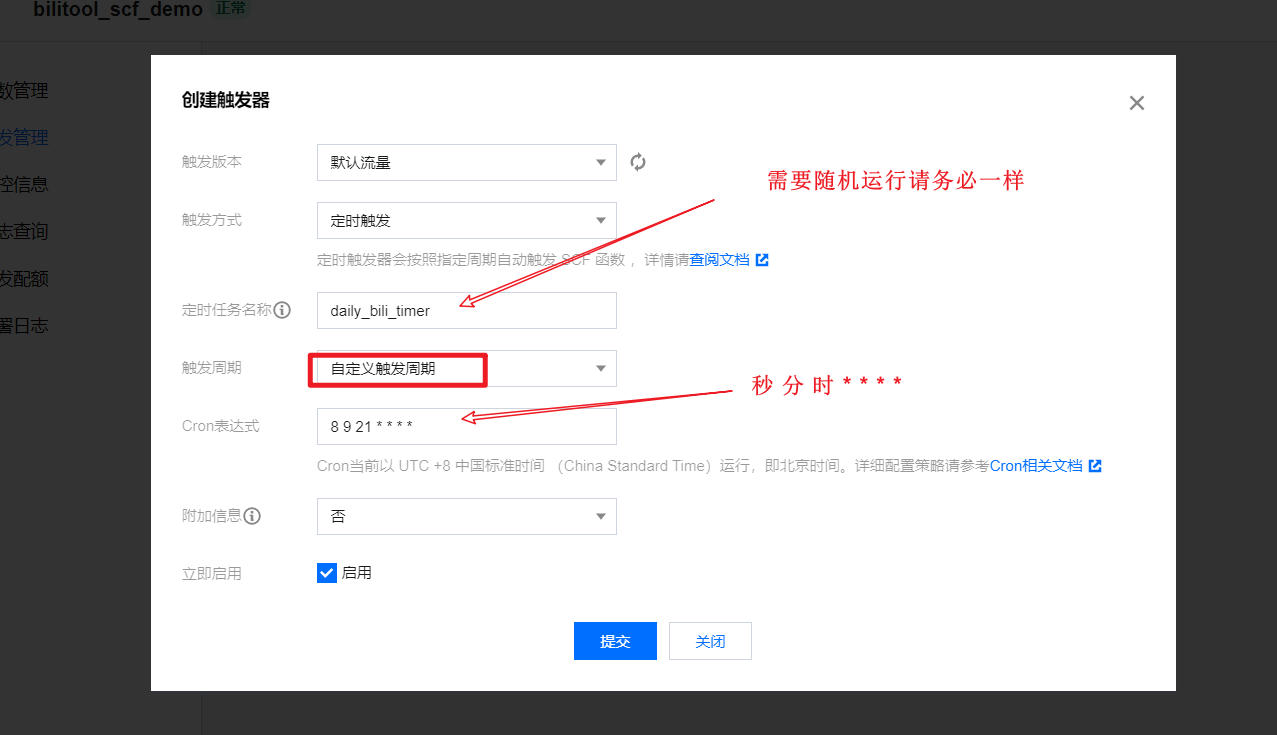 bilitool_scf_demo 正常
数管理
发管理
控信息
志查询
发配额
署日志
创建触发器
触发版本 默认流量
需要随机运行请务必一样
触发方式 定时触发
定时触发器会按照指定周期自动触发 SCF 函数 ，详情请查阅文档
定时任务名称 daily_bili_timer
触发周期 自定义触发周期
秒 分 时 * * * *
Cron表达式 8 9 21 * * * *
Cron当前以 UTC +8 中国标准时间 （China Standard Time）运行，即北京时间。详细配置策略请参考Cron相关文档
附加信息 否
立即启用 启用
提交 关闭